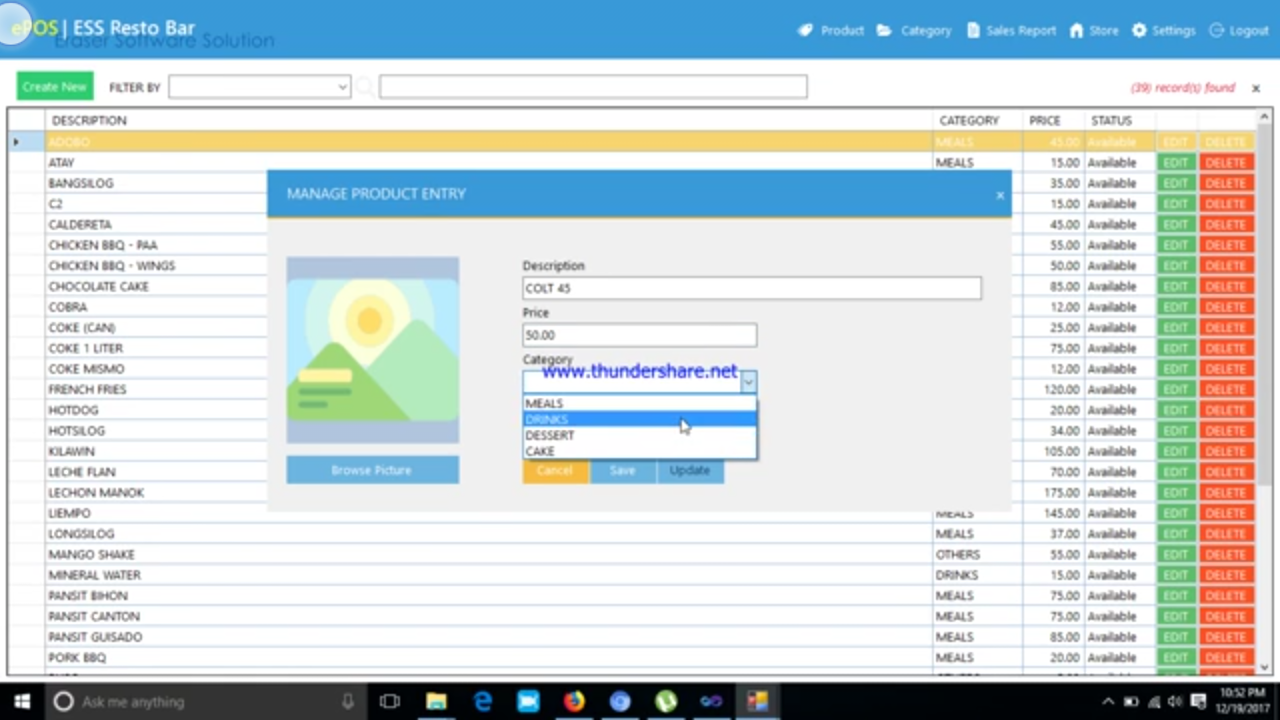 ePOS | ESS Resto Bar
Eraser Software Solution
Product Category Sales Report Store Settings Logout
Create New FILTER BY (39) record(s) found x
DESCRIPTION CATEGORY PRICE STATUS
ADOBO MEALS 45.00 Available EDIT DELETE
ATAY MEALS 15.00 Available EDIT DELETE
BANGSILOG 35.00 Available EDIT DELETE
C2 15.00 Available EDIT DELETE
CALDERETA 45.00 Available EDIT DELETE
CHICKEN BBQ - PAA 55.00 Available EDIT DELETE
CHICKEN BBQ - WINGS 50.00 Available EDIT DELETE
CHOCOLATE CAKE 85.00 Available EDIT DELETE
COBRA 12.00 Available EDIT DELETE
COKE (CAN) 25.00 Available EDIT DELETE
COKE 1 LITER 75.00 Available EDIT DELETE
COKE MISMO 12.00 Available EDIT DELETE
FRENCH FRIES 120.00 Available EDIT DELETE
HOTDOG 20.00 Available EDIT DELETE
HOTSILOG 34.00 Available EDIT DELETE
KILAWIN 105.00 Available EDIT DELETE
LECHE FLAN 70.00 Available EDIT DELETE
LECHON MANOK 175.00 Available EDIT DELETE
LIEMPO MEALS 145.00 Available EDIT DELETE
LONGSILOG MEALS 37.00 Available EDIT DELETE
MANGO SHAKE OTHERS 55.00 Available EDIT DELETE
MINERAL WATER DRINKS 15.00 Available EDIT DELETE
PANSIT BIHON MEALS 75.00 Available EDIT DELETE
PANSIT CANTON MEALS 75.00 Available EDIT DELETE
PANSIT GUISADO MEALS 85.00 Available EDIT DELETE
PORK BBQ MEALS 20.00 Available EDIT DELETE
MANAGE PRODUCT ENTRY x
Description
COLT 45
Price
50.00
Category
www.thundershare.net
MEALS
DRINKS
DESSERT
CAKE
Browse Picture Cancel Save Update
Ask me anything
10:52 PM
12/19/2017